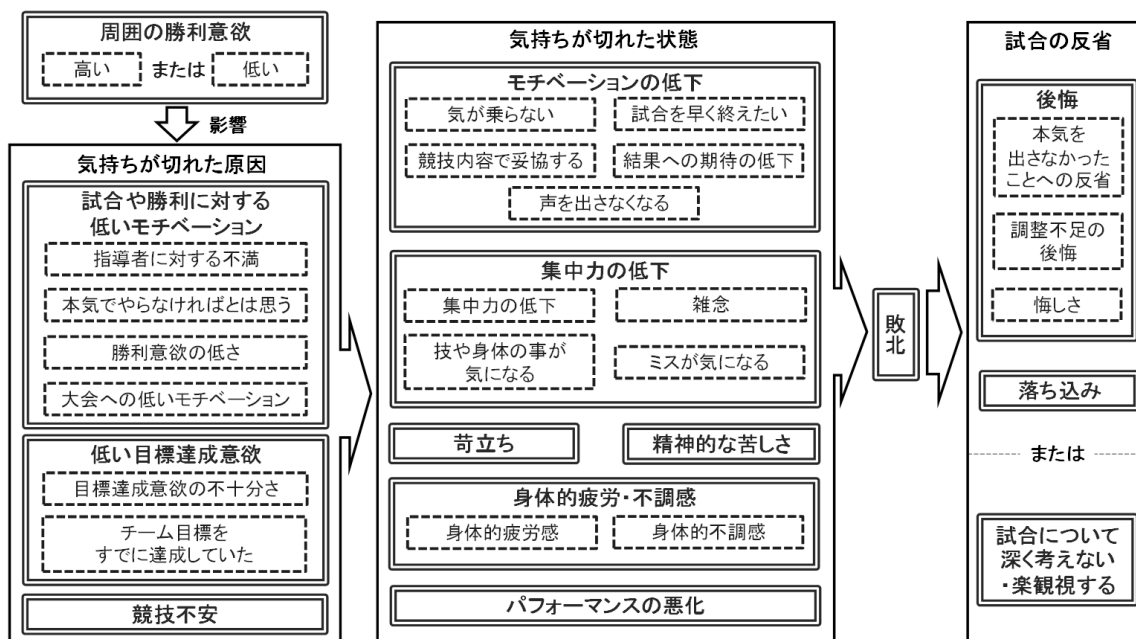 周囲の勝利意欲
高い または 低い
影響
気持ちが切れた原因
試合や勝利に対する
低いモチベーション
指導者に対する不満
本気でやらなければとは思う
勝利意欲の低さ
大会への低いモチベーション
低い目標達成意欲
目標達成意欲の不十分さ
チーム目標を
すでに達成していた
競技不安
気持ちが切れた状態
モチベーションの低下
気が乗らない
試合を早く終えたい
競技内容で妥協する
結果への期待の低下
声を出さなくなる
集中力の低下
集中力の低下
雑念
技や身体の事が
気になる
ミスが気になる
苛立ち
精神的な苦しさ
身体的疲労・不調感
身体的疲労感
身体的不調感
パフォーマンスの悪化
敗
北
試合の反省
後悔
本気を
出さなかった
ことへの反省
調整不足の
後悔
悔しさ
落ち込み
または
試合について
深く考えない
・楽観視する